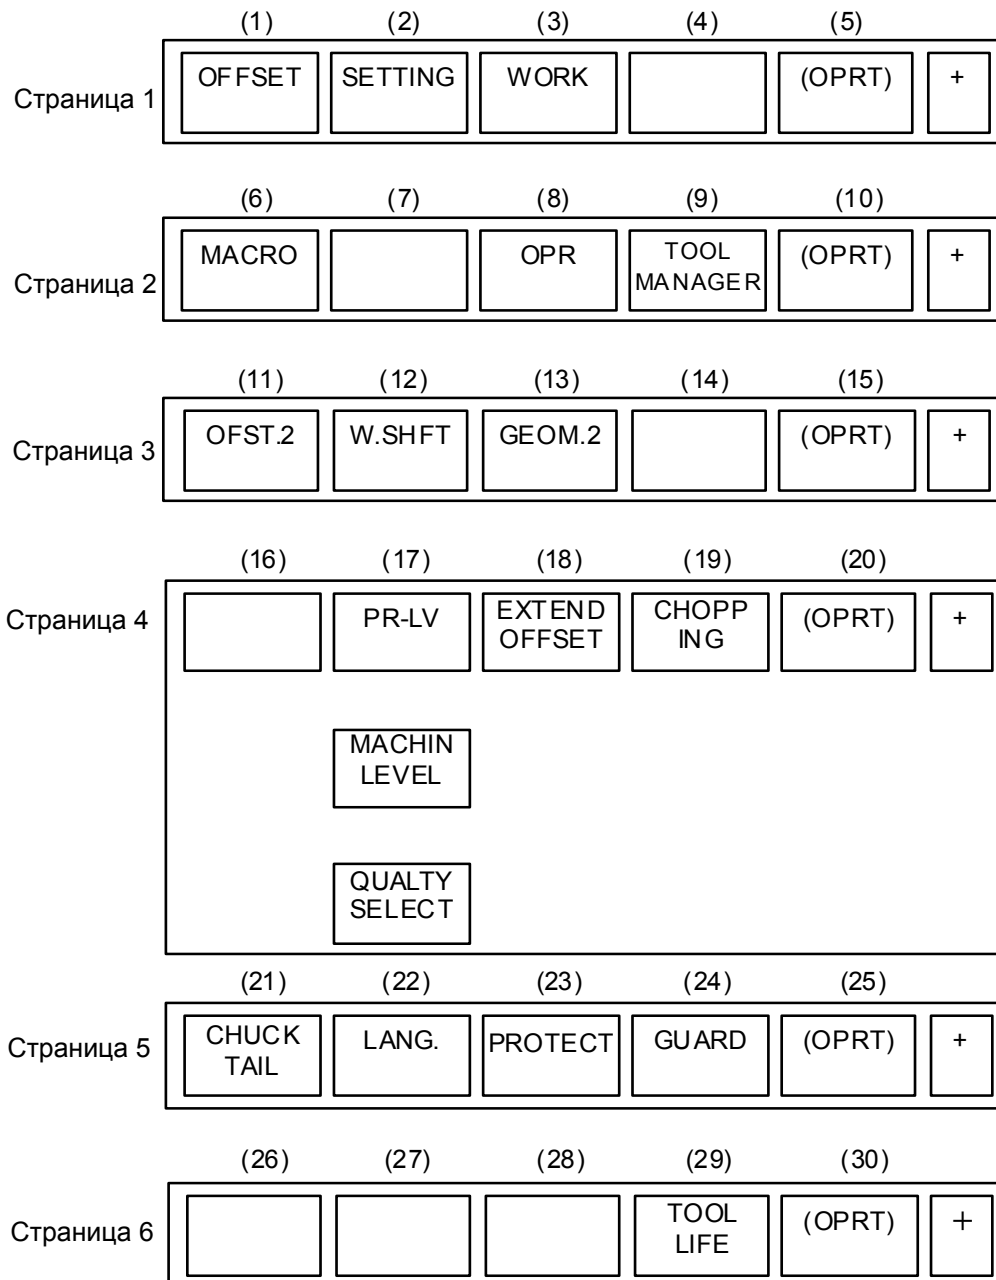 (1) (2) (3) (4) (5)
Страница 1 OFFSET SETTING WORK (OPRT) +
(6) (7) (8) (9) (10)
Страница 2 MACRO OPR TOOL MANAGER (OPRT) +
(11) (12) (13) (14) (15)
Страница 3 OFST.2 W.SHFT GEOM.2 (OPRT) +
(16) (17) (18) (19) (20)
Страница 4 PR-LV EXTEND OFFSET CHOPP ING (OPRT) +
MACHIN
LEVEL
QUALTY
SELECT
(21) (22) (23) (24) (25)
Страница 5 CHUCK TAIL LANG. PROTECT GUARD (OPRT) +
(26) (27) (28) (29) (30)
Страница 6 TOOL LIFE (OPRT) +